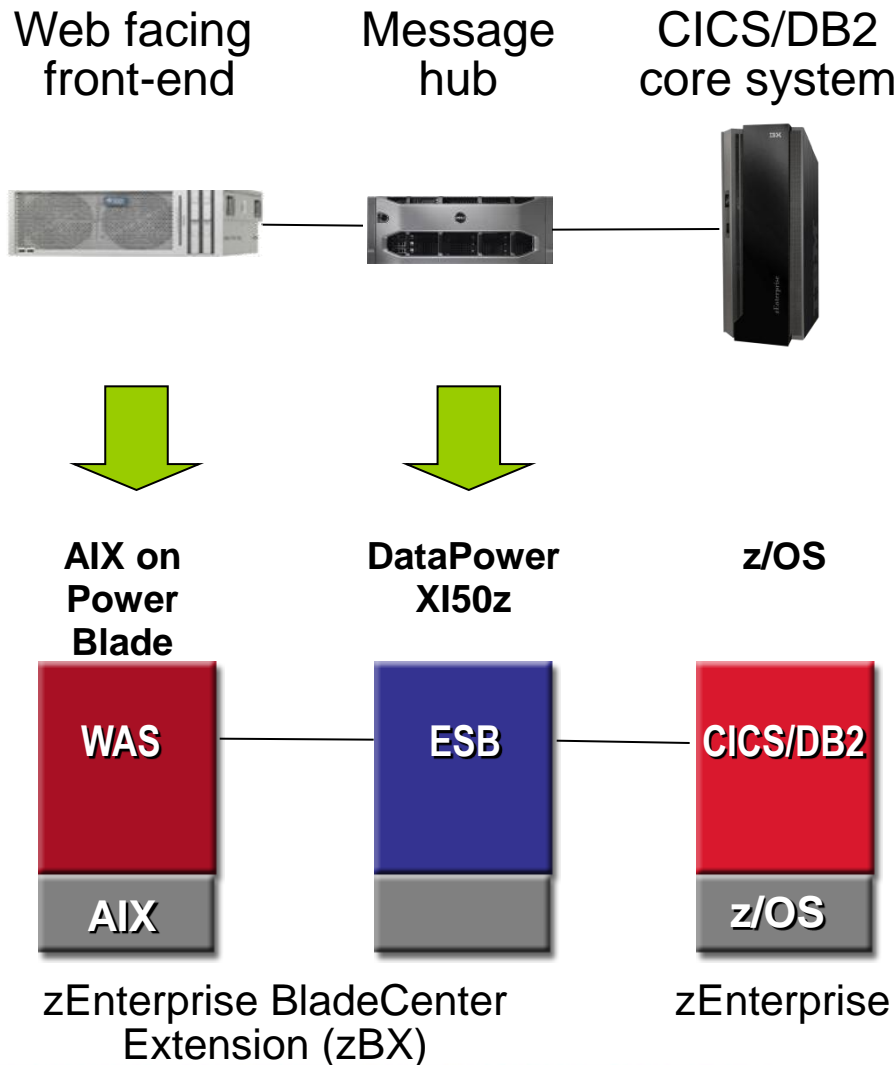 Web facing
front-end
Message
hub
CICS/DB2
core system
zEnterprise
AIX on
Power
Blade
DataPower
XI50z
z/OS
WAS
ESB
CICS/DB2
AIX
z/OS
zEnterprise BladeCenter
Extension (zBX)
zEnterprise